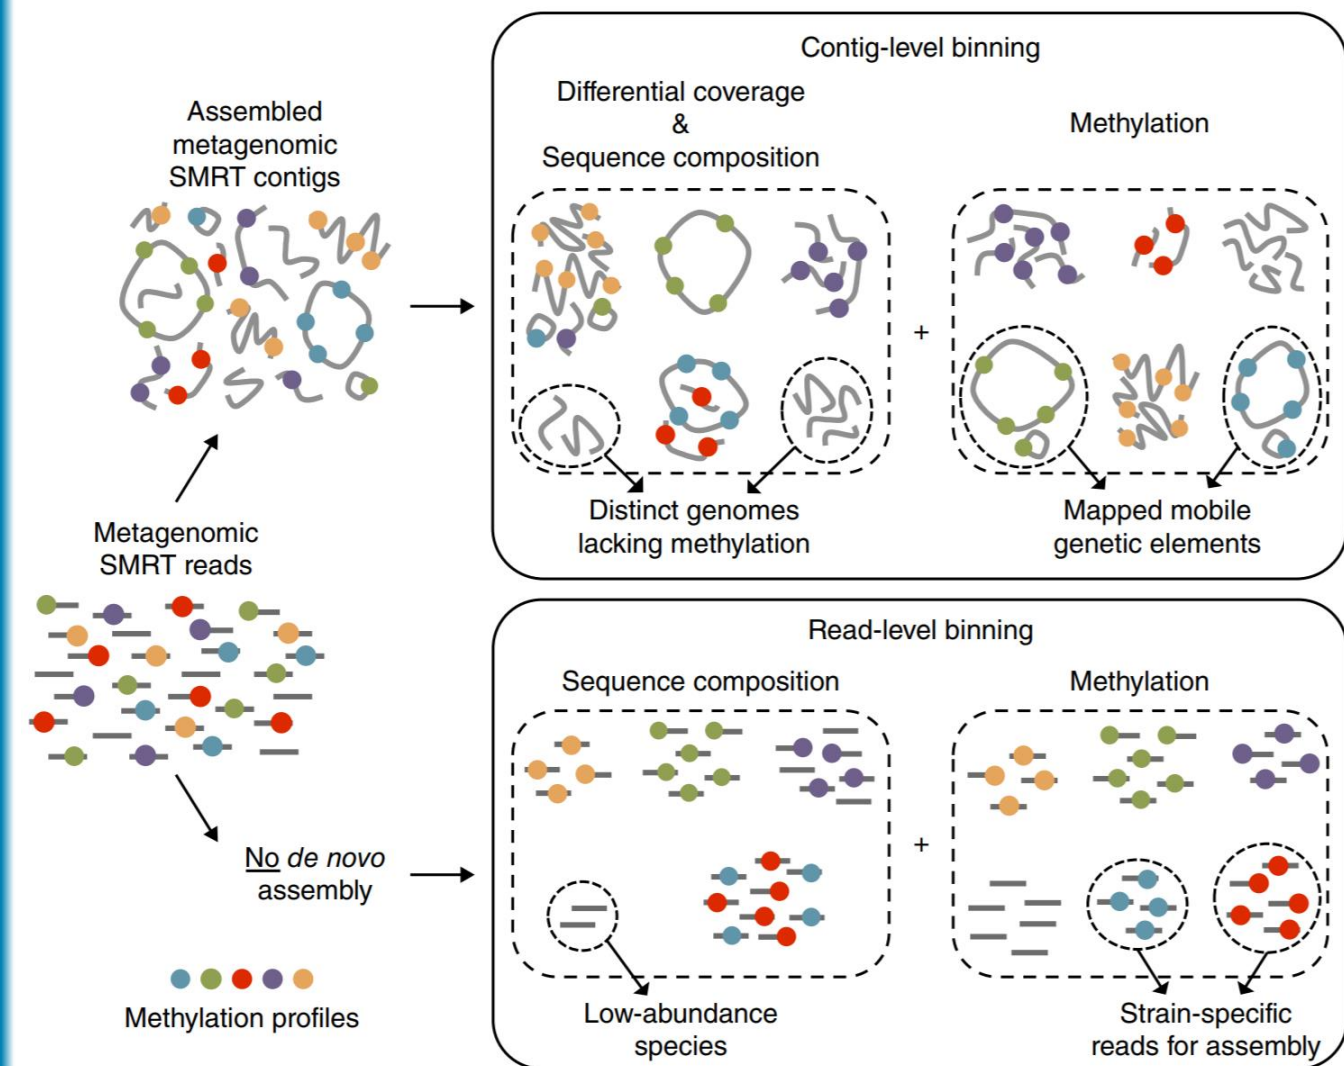 Contig-level binning
Differential coverage
&
Sequence composition
Methylation
Assembled
metagenomic
SMRT contigs
+
Distinct genomes
lacking methylation
Mapped mobile
genetic elements
Metagenomic
SMRT reads
Read-level binning
Sequence composition
Methylation
+
No de novo
assembly
Low-abundance
species
Strain-specific
reads for assembly
Methylation profiles